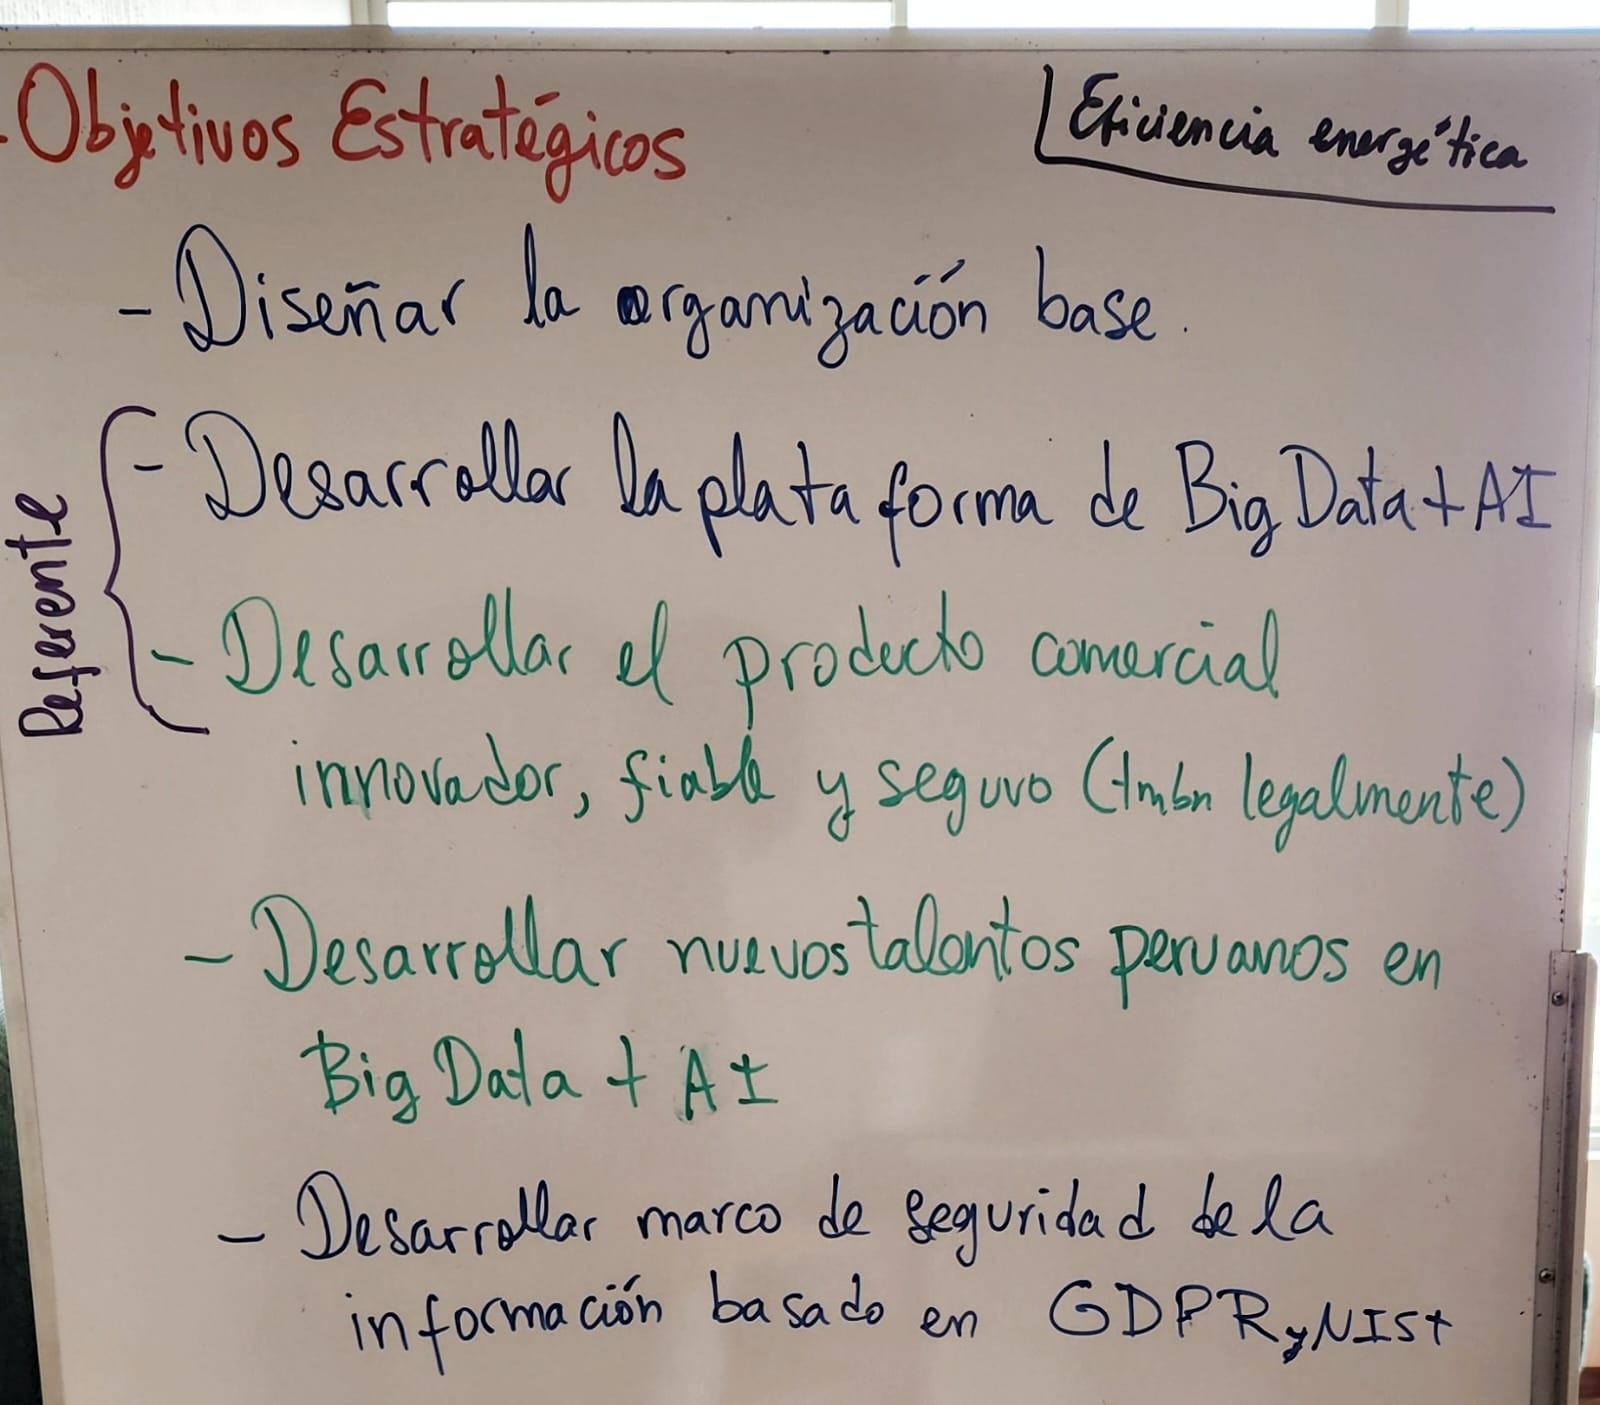 Objetivos Estratégicos
Eficiencia energética
- Diseñar la organización base.
Referente
- Desarrollar la plataforma de Big Data + AI
- Desarrollar el producto comercial
innovador, fiable y seguro (tmbn legalmente)
- Desarrollar nuevos talentos peruanos en
Big Data + AI
- Desarrollar marco de seguridad de la
información basado en GDPR y NIST